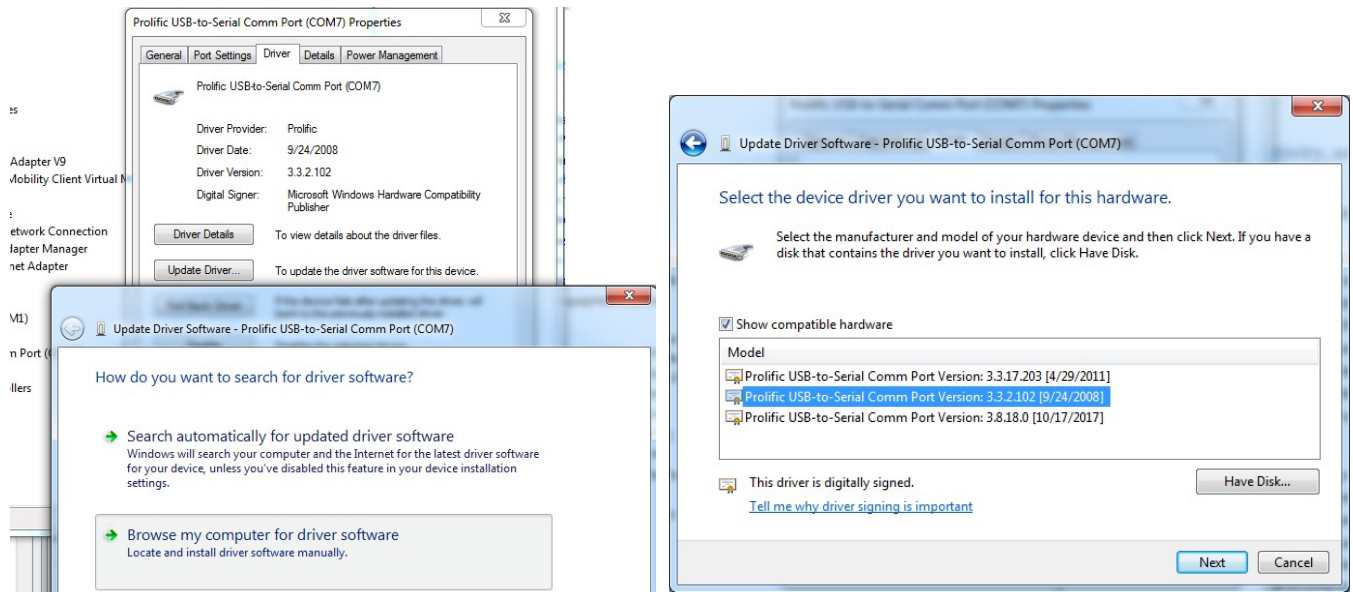 Prolific USB-to-Serial Comm Port (COM7) Properties
General
Port Settings
Driver
Details
Power Management
Prolific USB-to-Serial Comm Port (COM7)
Driver Provider: Prolific
Driver Date: 9/24/2008
Driver Version: 3.3.2.102
Digital Signer: Microsoft Windows Hardware Compatibility
Publisher
Driver Details
To view details about the driver files.
Update Driver...
To update the driver software for this device.
Adapter V9
Mobility Client Virtual
etwork Connection
dapter Manager
net Adapter
M1)
m Port (
llers
Update Driver Software - Prolific USB-to-Serial Comm Port (COM7)
How do you want to search for driver software?
Search automatically for updated driver software
Windows will search your computer and the Internet for the latest driver software
for your device, unless you've disabled this feature in your device installation
settings.
Browse my computer for driver software
Locate and install driver software manually.
Update Driver Software - Prolific USB-to-Serial Comm Port (COM7)
Select the device driver you want to install for this hardware.
Select the manufacturer and model of your hardware device and then click Next. If you have a
disk that contains the driver you want to install, click Have Disk.
Show compatible hardware
Model
Prolific USB-to-Serial Comm Port Version: 3.3.17.203 [4/29/2011]
Prolific USB-to-Serial Comm Port Version: 3.3.2.102 [9/24/2008]
Prolific USB-to-Serial Comm Port Version: 3.8.18.0 [10/17/2017]
This driver is digitally signed.
Have Disk...
Tell me why driver signing is important
Next
Cancel